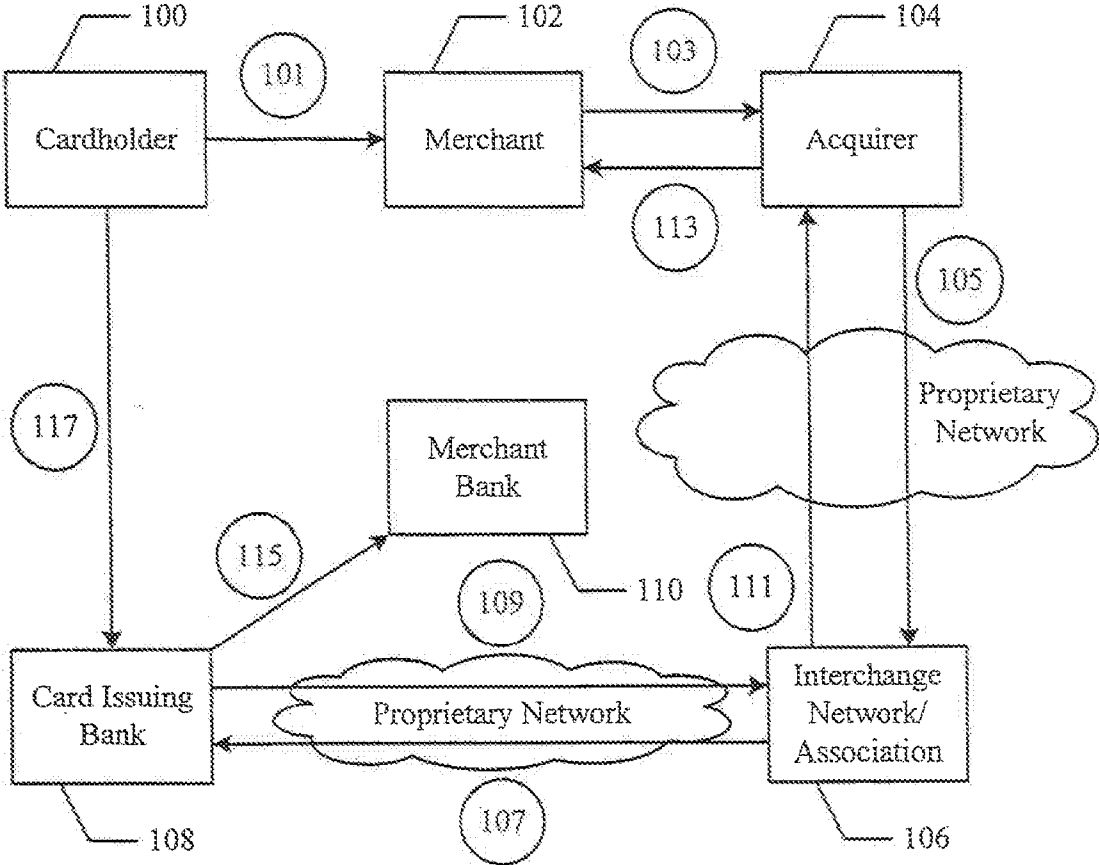 100
102
104
101
103
Cardholder
Merchant
Acquirer
113
105
117
Proprietary
Network
Merchant
Bank
115
110
111
109
Card Issuing
Bank
Proprietary Network
Interchange
Network/
Association
107
108
106